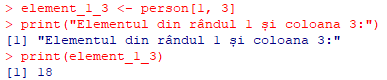 > element_1_3 <- person[1, 3]
> print("Elementul din rândul 1 și coloana 3:")
[1] "Elementul din rândul 1 și coloana 3:"
> print(element_1_3)
[1] 18